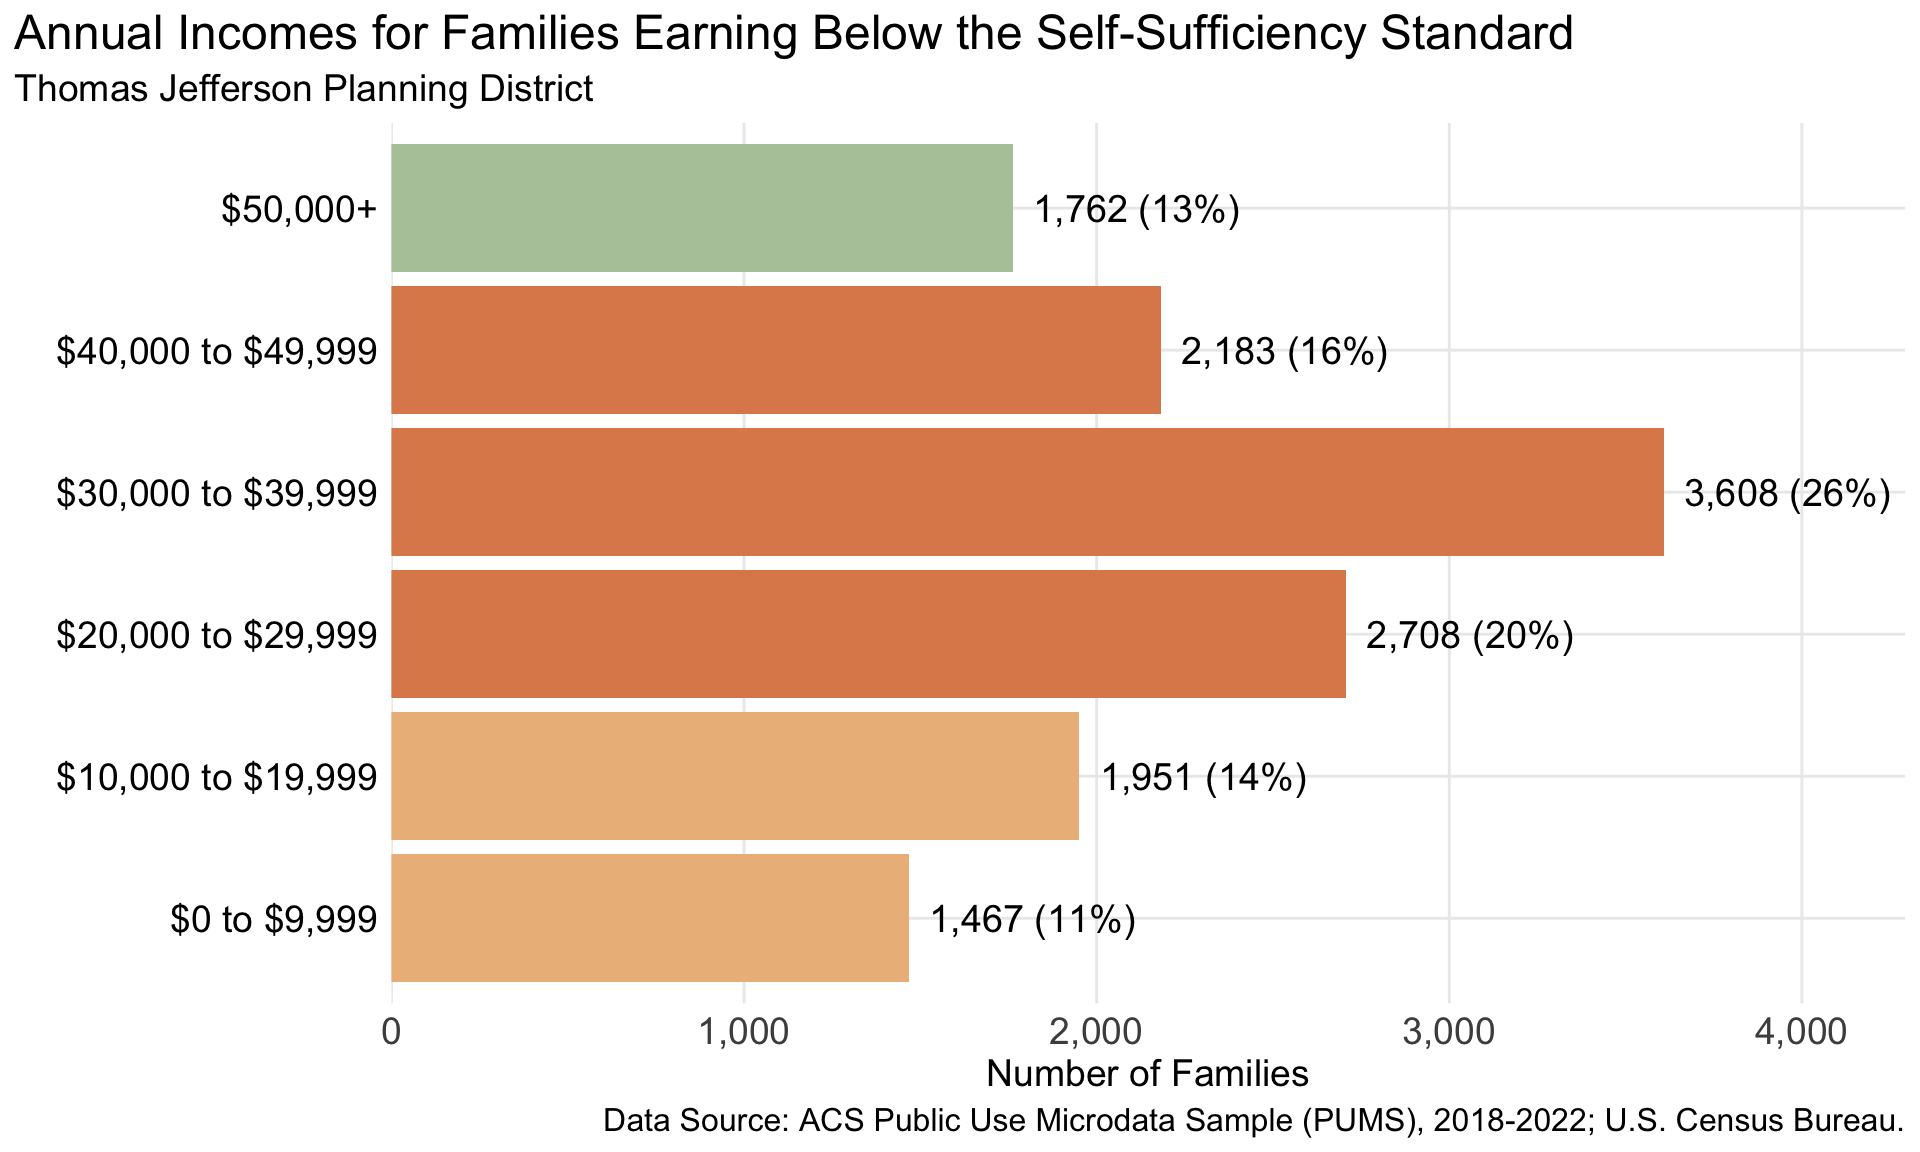 Annual Incomes for Families Earning Below the Self-Sufficiency Standard
Thomas Jefferson Planning District
$50,000+
1,762 (13%)
$40,000 to $49,999
2,183 (16%)
$30,000 to $39,999
3,608 (26%)
$20,000 to $29,999
2,708 (20%)
$10,000 to $19,999
1,951 (14%)
$0 to $9,999
1,467 (11%)
0 1,000 2,000 3,000 4,000
Number of Families
Data Source: ACS Public Use Microdata Sample (PUMS), 2018-2022; U.S. Census Bureau.